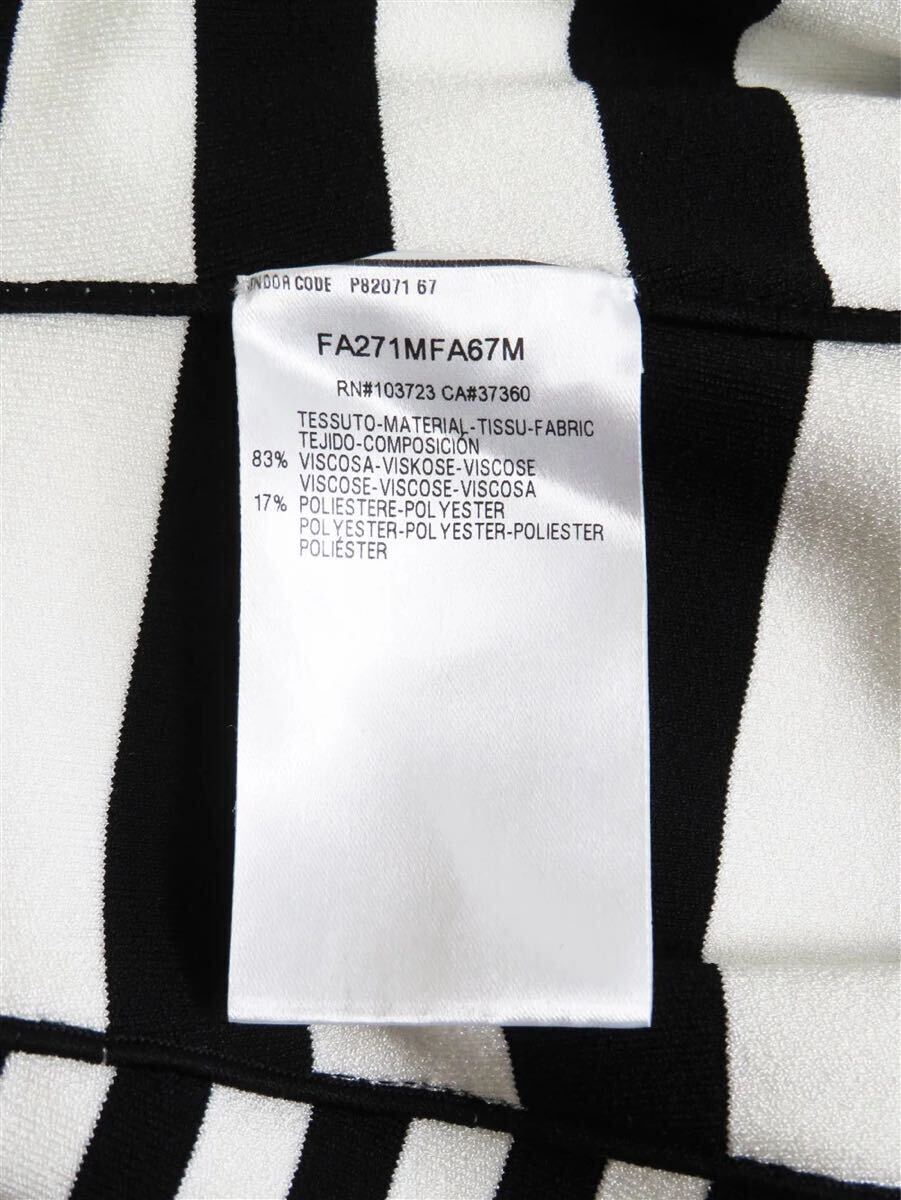 CODE P82071 67
FA271MFA67M
RN#103723 CA#37360
TESSUTO-MATERIAL-TISSU-FABRIC
TEJIDO-COMPOSICIÓN
83% VISCOSA-VISKOSE-VISCOSE
VISCOSE-VISCOSE-VISCOSA
17% POLIESTERE-POLYESTER
POLYESTER-POLYESTER-POLIESTER
POLIÉSTER